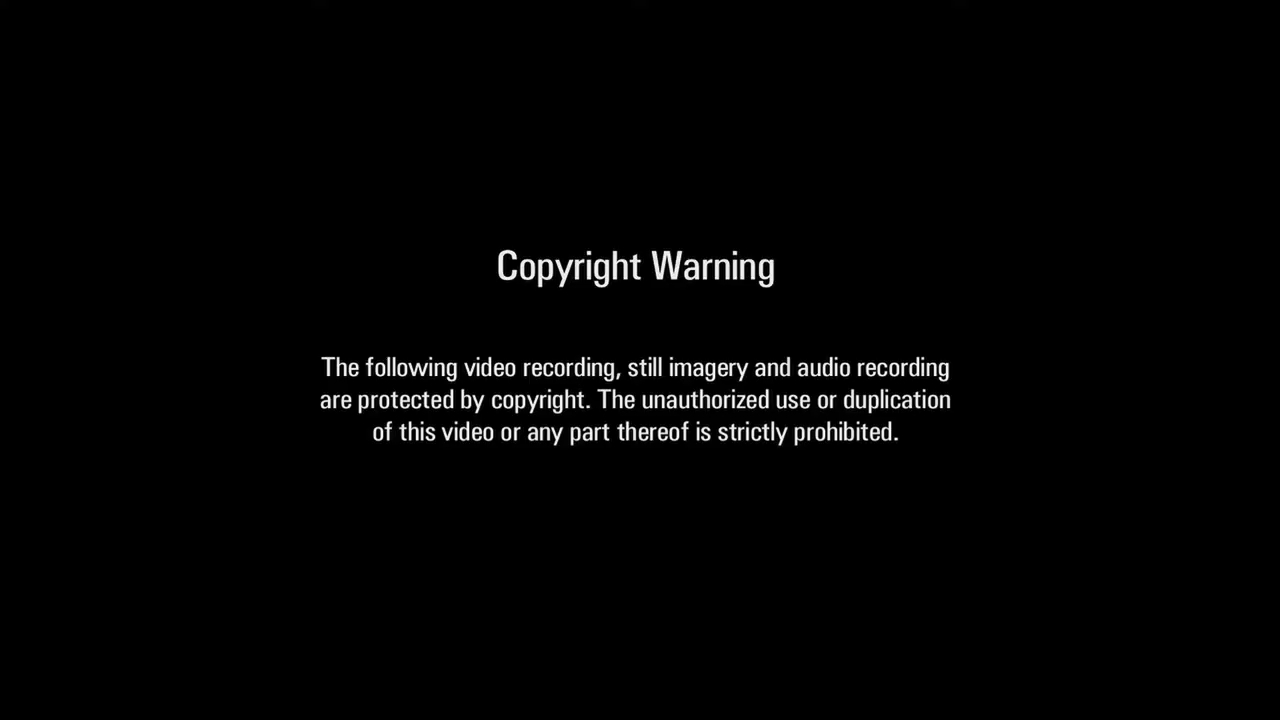 Copyright Warning
The following video recording, still imagery and audio recording
are protected by copyright. The unauthorized use or duplication
of this video or any part thereof is strictly prohibited.